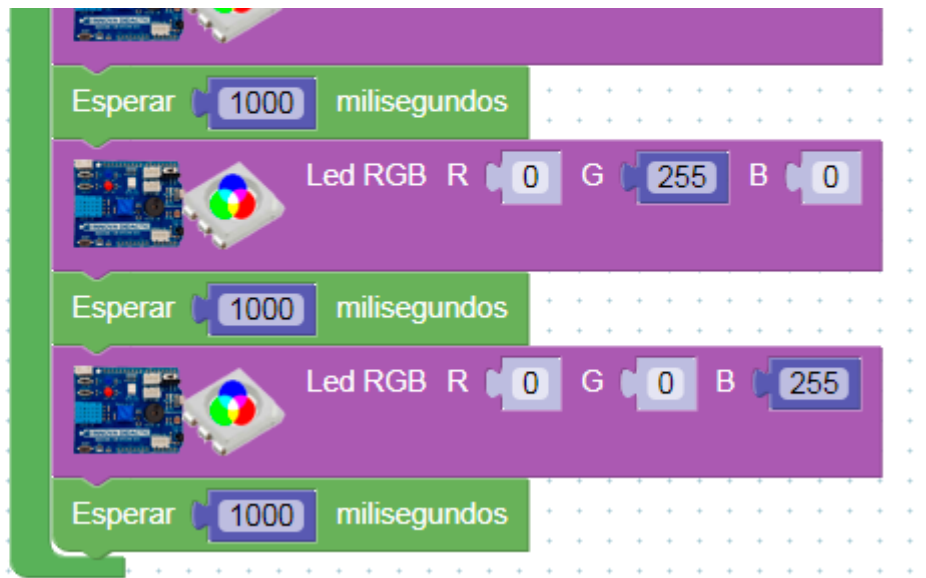 Esperar 1000 milisegundos
Led RGB R 0 G 255 B 0
Esperar 1000 milisegundos
Led RGB R 0 G 0 B 255
Esperar 1000 milisegundos